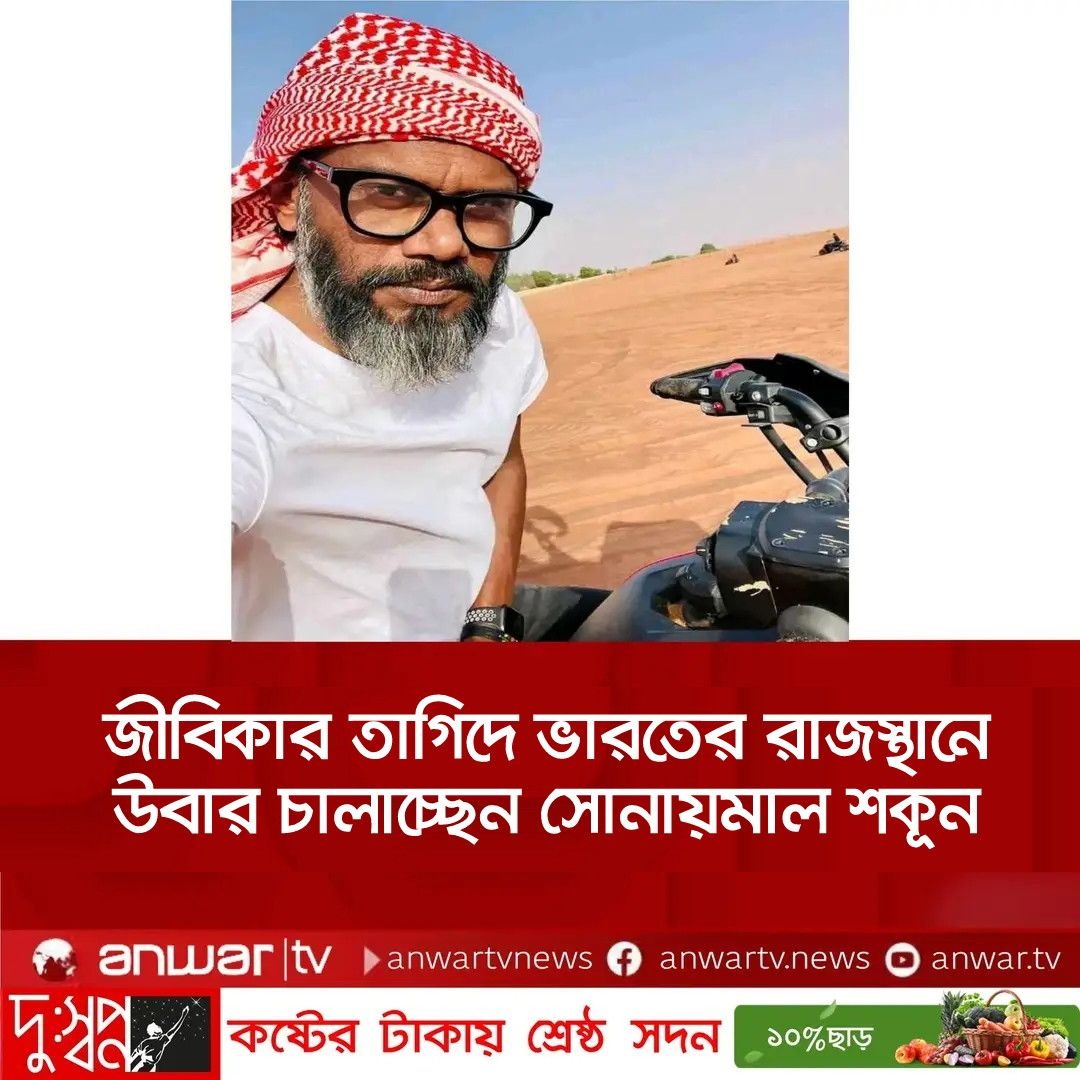 জীবিকার তাগিদে ভারতের রাজস্থানে
উবার চালাচ্ছেন সোনায়মাল শকূন
anwar|tv anwartvnews anwartv.news anwar.tv
দু:স্বপ্ন
কষ্টের টাকায় শ্রেষ্ঠ সদন ১০%ছাড়